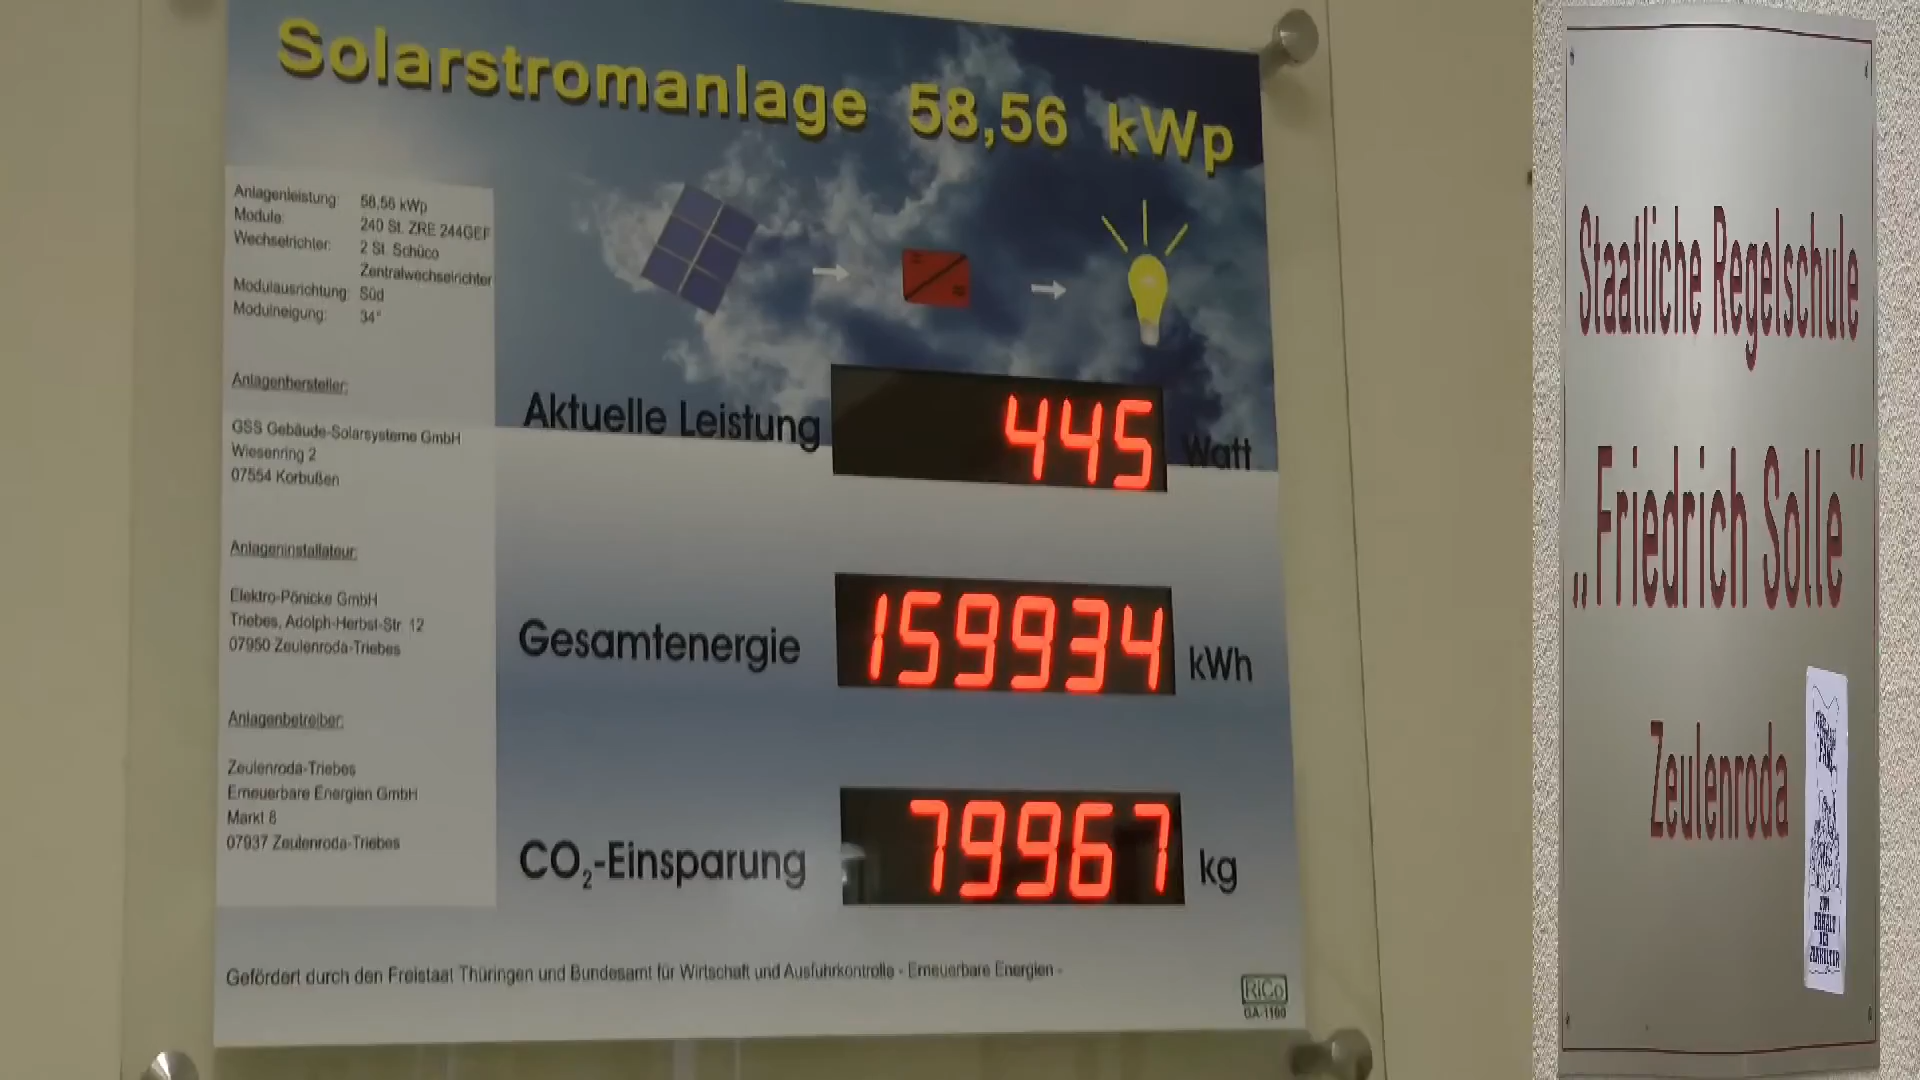 Solarstromanlage 58,56 kWp
Anlagenleistung: 58,56 kWp
Module: 240 St. ZRE 244GEF
Wechselrichter: 2 St. Schüco
Zentralwechselrichter
Modulausrichtung: Süd
Modulneigung: 34°
Anlagenhersteller:
GSS Gebäude-Solarsysteme GmbH
Wiesenring 2
07554 Korbußen
Anlageninstallateur:
Elektro-Pönicke GmbH
Triebes, Adolph-Herbst-Str. 12
07950 Zeulenroda-Triebes
Anlagenbetreiber:
Zeulenroda-Triebes
Erneuerbare Energien GmbH
Markt 8
07937 Zeulenroda-Triebes
Aktuelle Leistung 445 Watt
Gesamtenergie 159934 kWh
CO₂-Einsparung 79967 kg
Gefördert durch den Freistaat Thüringen und Bundesamt für Wirtschaft und Ausfuhrkontrolle - Erneuerbare Energien -
RiCo
GA-1100
Staatliche Regelschule
„Friedrich Solle"
Zeulenroda
ZUM
ERHALT
DER